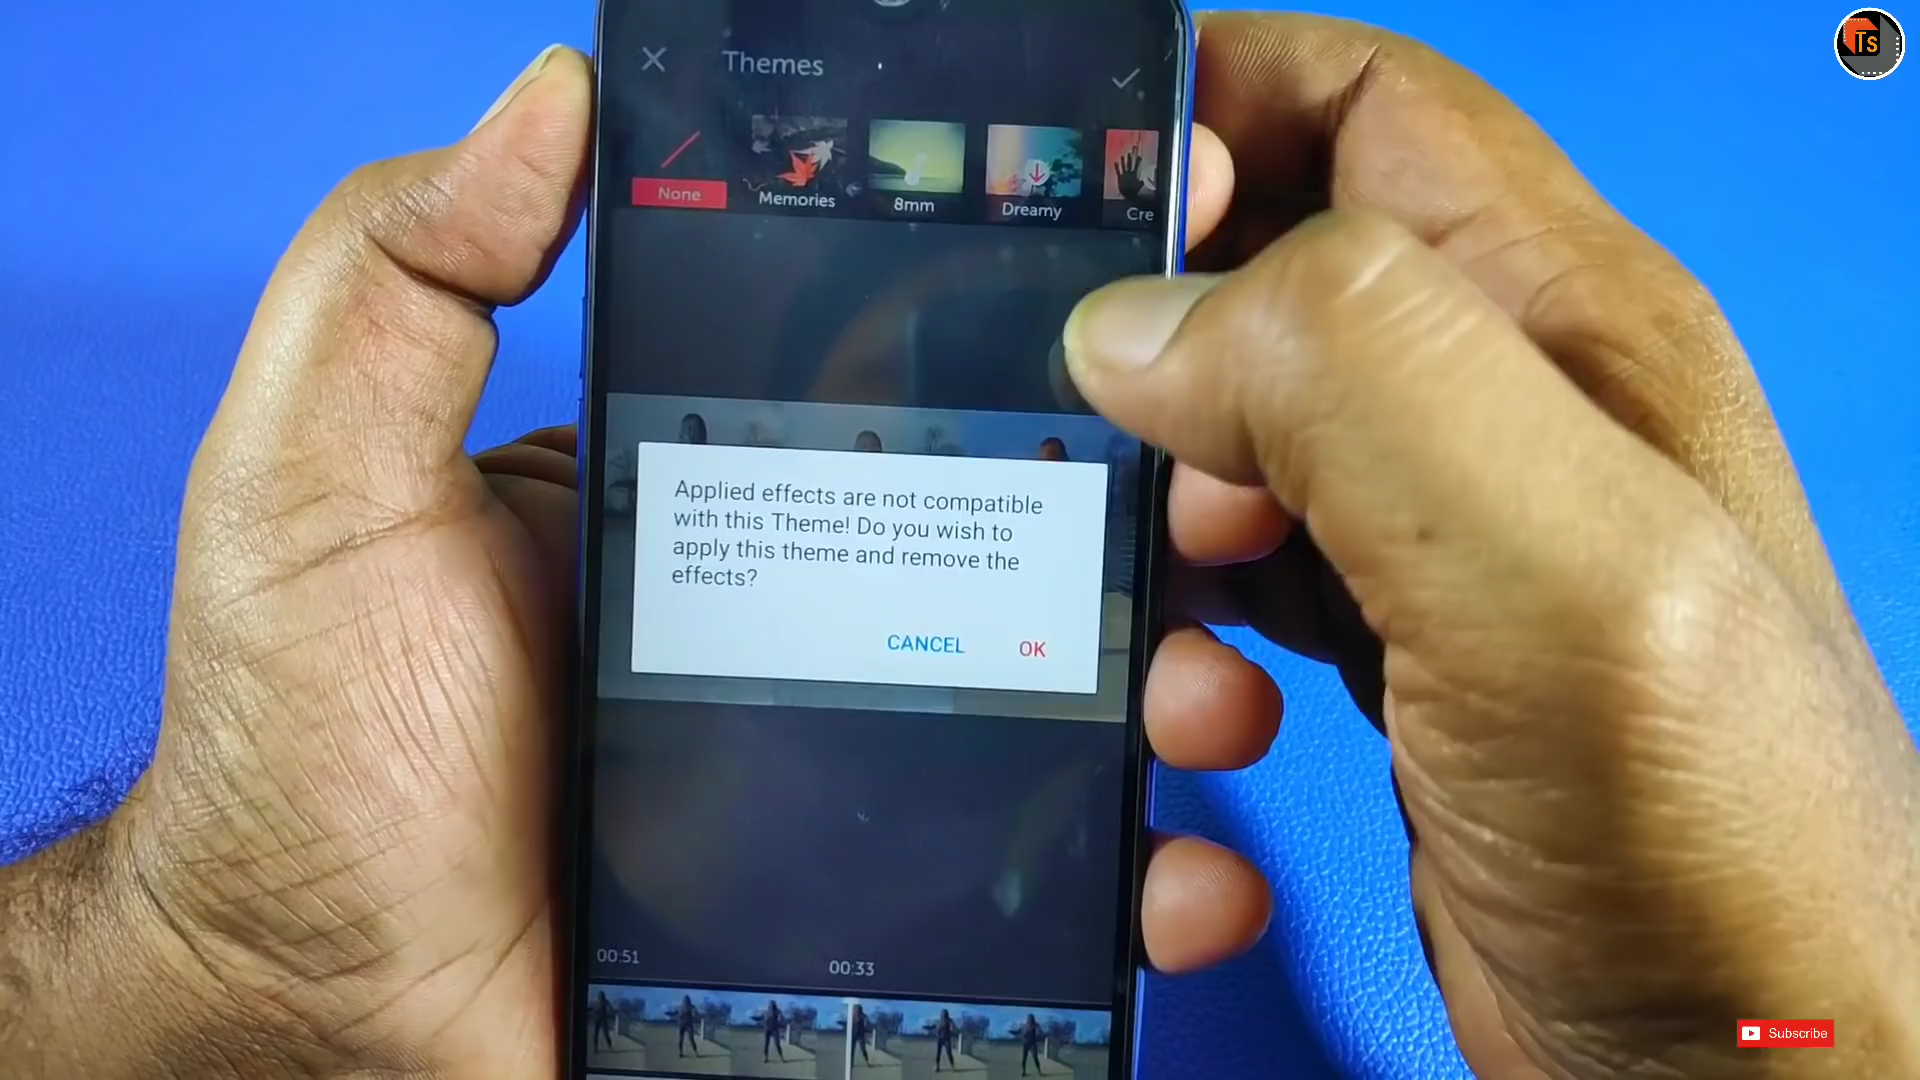 Ts
Themes
None
Memories
8mm
Dreamy
Cre
Applied effects are not compatible
with this Theme! Do you wish to
apply this theme and remove the
effects?
CANCEL
OK
00:51
00:33
Subscribe